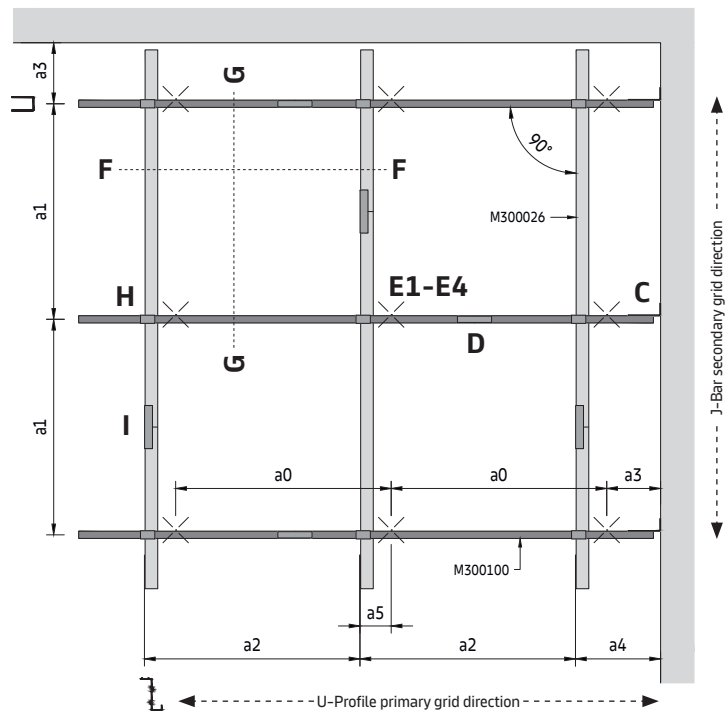 a3
G
F
F
90°
a1
M300026
H
E1-E4
C
D
G
J-Bar secondary grid direction
I
a1
a0
a0
a3
M300100
a5
a2
a2
a4
U-Profile primary grid direction